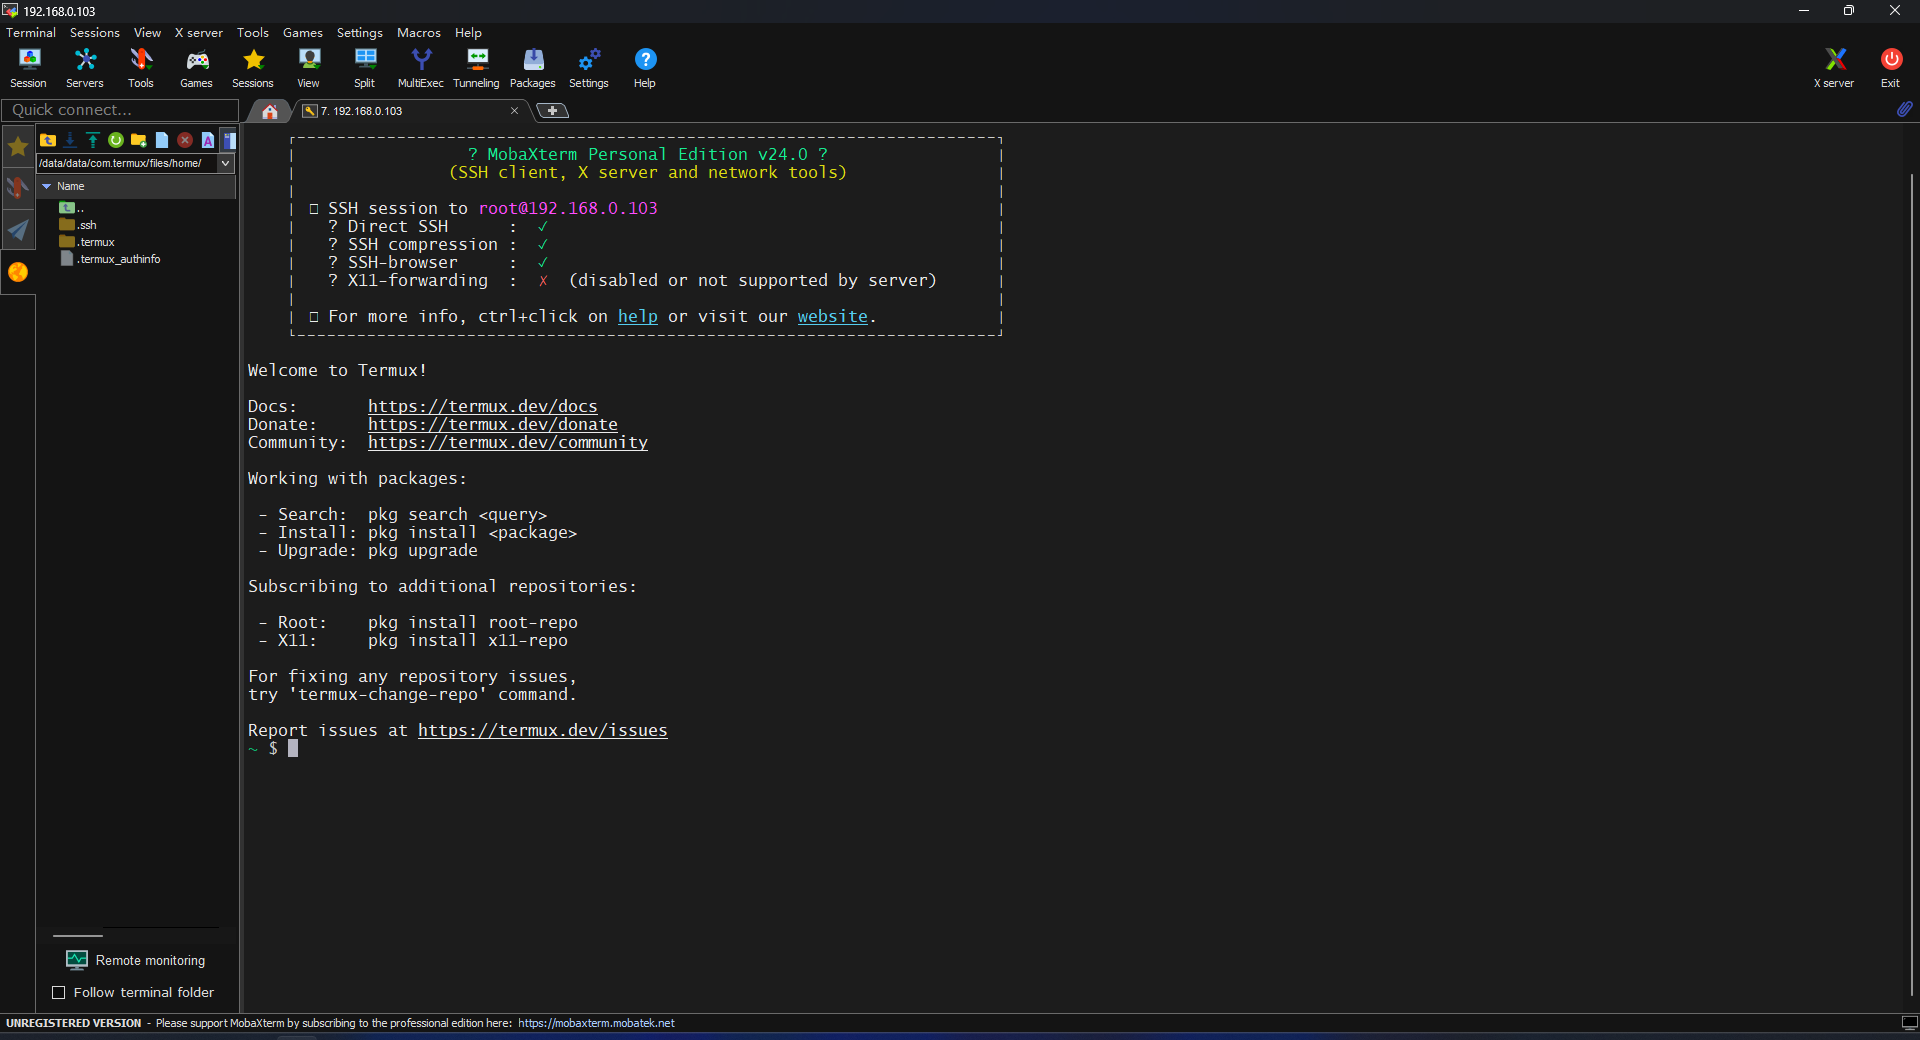 192.168.0.103
Terminal Sessions View X server Tools Games Settings Macros Help
Session Servers Tools Games Sessions View Split MultiExec Tunneling Packages Settings Help X server Exit
Quick connect...
7. 192.168.0.103
/data/data/com.termux/files/home/
Name
..
.ssh
.termux
.termux_authinfo
? MobaXterm Personal Edition v24.0 ?
(SSH client, X server and network tools)
□ SSH session to root@192.168.0.103
? Direct SSH : ✓
? SSH compression : ✓
? SSH-browser : ✓
? X11-forwarding : ✗ (disabled or not supported by server)
□ For more info, ctrl+click on help or visit our website.
Welcome to Termux!
Docs: https://termux.dev/docs
Donate: https://termux.dev/donate
Community: https://termux.dev/community
Working with packages:
- Search: pkg search <query>
- Install: pkg install <package>
- Upgrade: pkg upgrade
Subscribing to additional repositories:
- Root: pkg install root-repo
- X11: pkg install x11-repo
For fixing any repository issues,
try 'termux-change-repo' command.
Report issues at https://termux.dev/issues
~ $
Remote monitoring
Follow terminal folder
UNREGISTERED VERSION - Please support MobaXterm by subscribing to the professional edition here: https://mobaxterm.mobatek.net